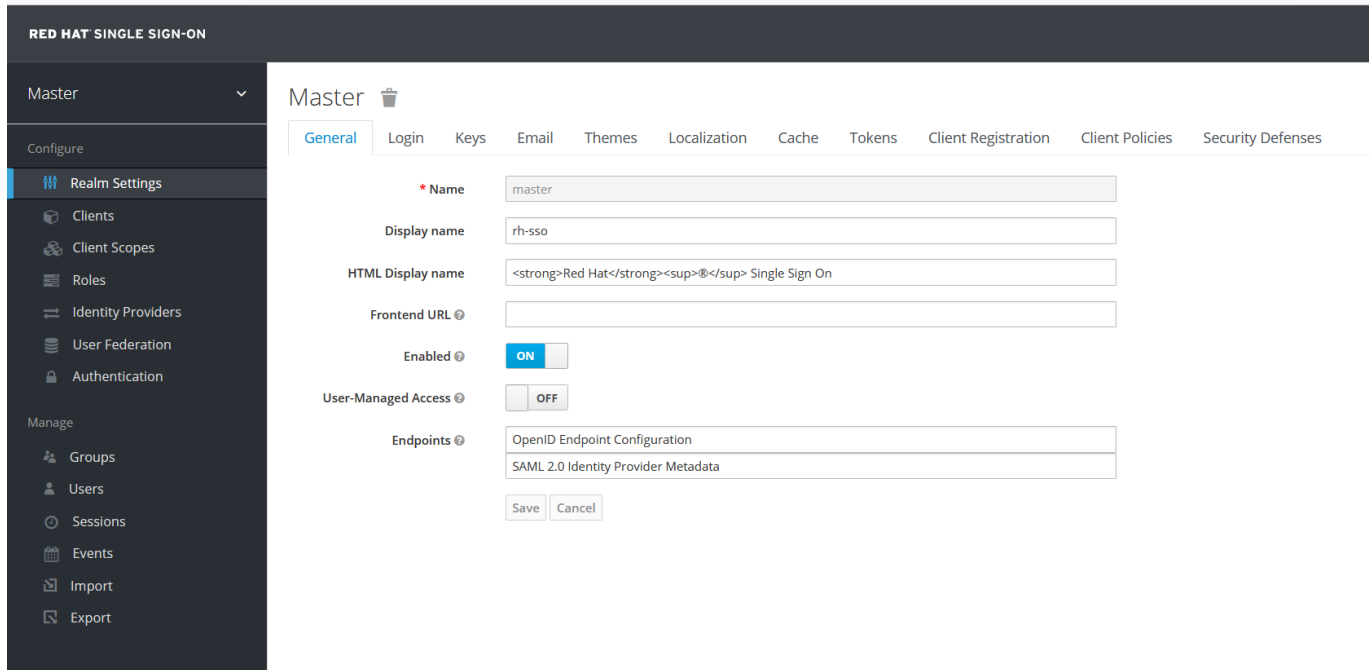 RED HAT SINGLE SIGN-ON
Master
Configure
Realm Settings
Clients
Client Scopes
Roles
Identity Providers
User Federation
Authentication
Manage
Groups
Users
Sessions
Events
Import
Export
Master
General Login Keys Email Themes Localization Cache Tokens Client Registration Client Policies Security Defenses
* Name master
Display name rh-sso
HTML Display name <strong>Red Hat</strong><sup>®</sup> Single Sign On
Frontend URL
Enabled ON
User-Managed Access OFF
Endpoints OpenID Endpoint Configuration
SAML 2.0 Identity Provider Metadata
Save Cancel